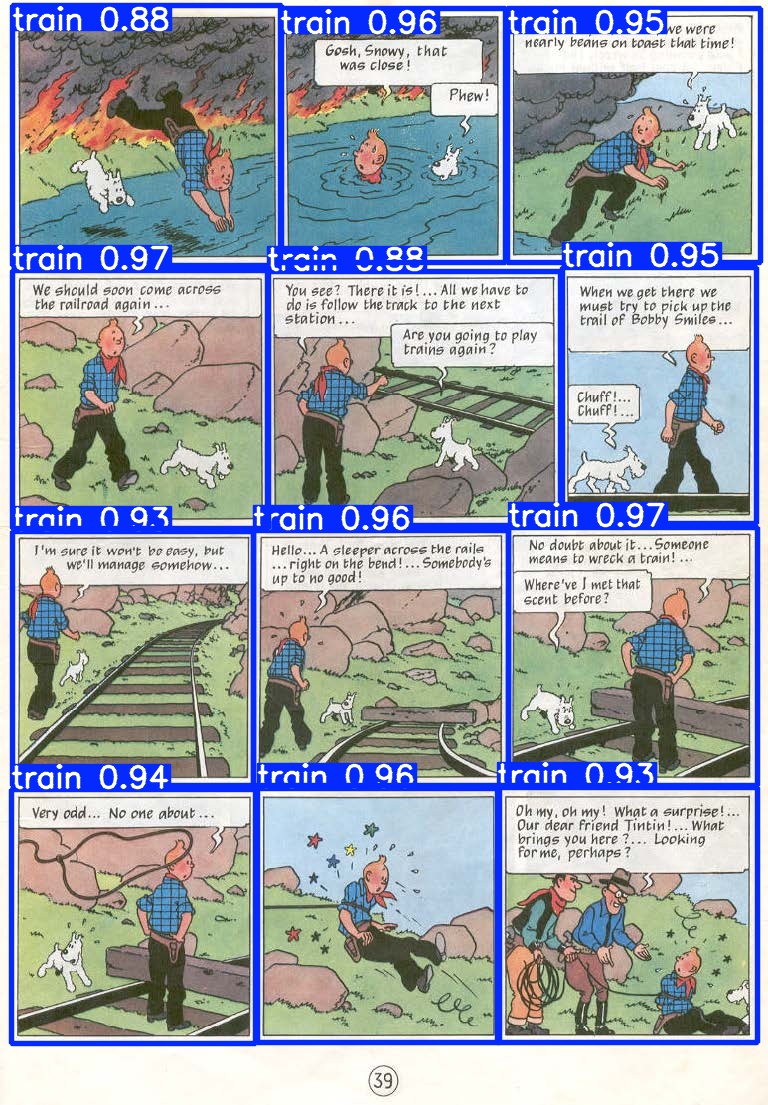 train 0.88
train 0.96
train 0.95
Gosh, Snowy, that
was close!
Phew!
we were
nearly beans on toast that time!
train 0.97
train 0.88
train 0.95
We should soon come across
the railroad again...
You see? There it is!... All we have to
do is follow the track to the next
station...
Are you going to play
trains again?
When we get there we
must try to pick up the
trail of Bobby Smiles...
Chuff!...
Chuff!...
train 0.93
train 0.96
train 0.97
I'm sure it won't be easy, but
we'll manage somehow...
Hello... A sleeper across the rails
...right on the bend!... Somebody's
up to no good!
No doubt about it... Someone
means to wreck a train!...
Where've I met that
scent before?
train 0.94
train 0.96
train 0.93
Very odd... No one about...
Oh my, oh my! What a surprise!...
Our dear friend Tintin!... What
brings you here?... Looking
for me, perhaps?
39